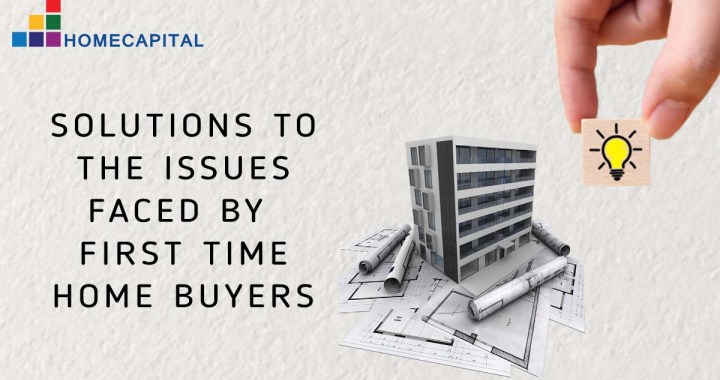 HOMECAPITAL
SOLUTIONS TO
THE ISSUES
FACED BY
FIRST TIME
HOME BUYERS